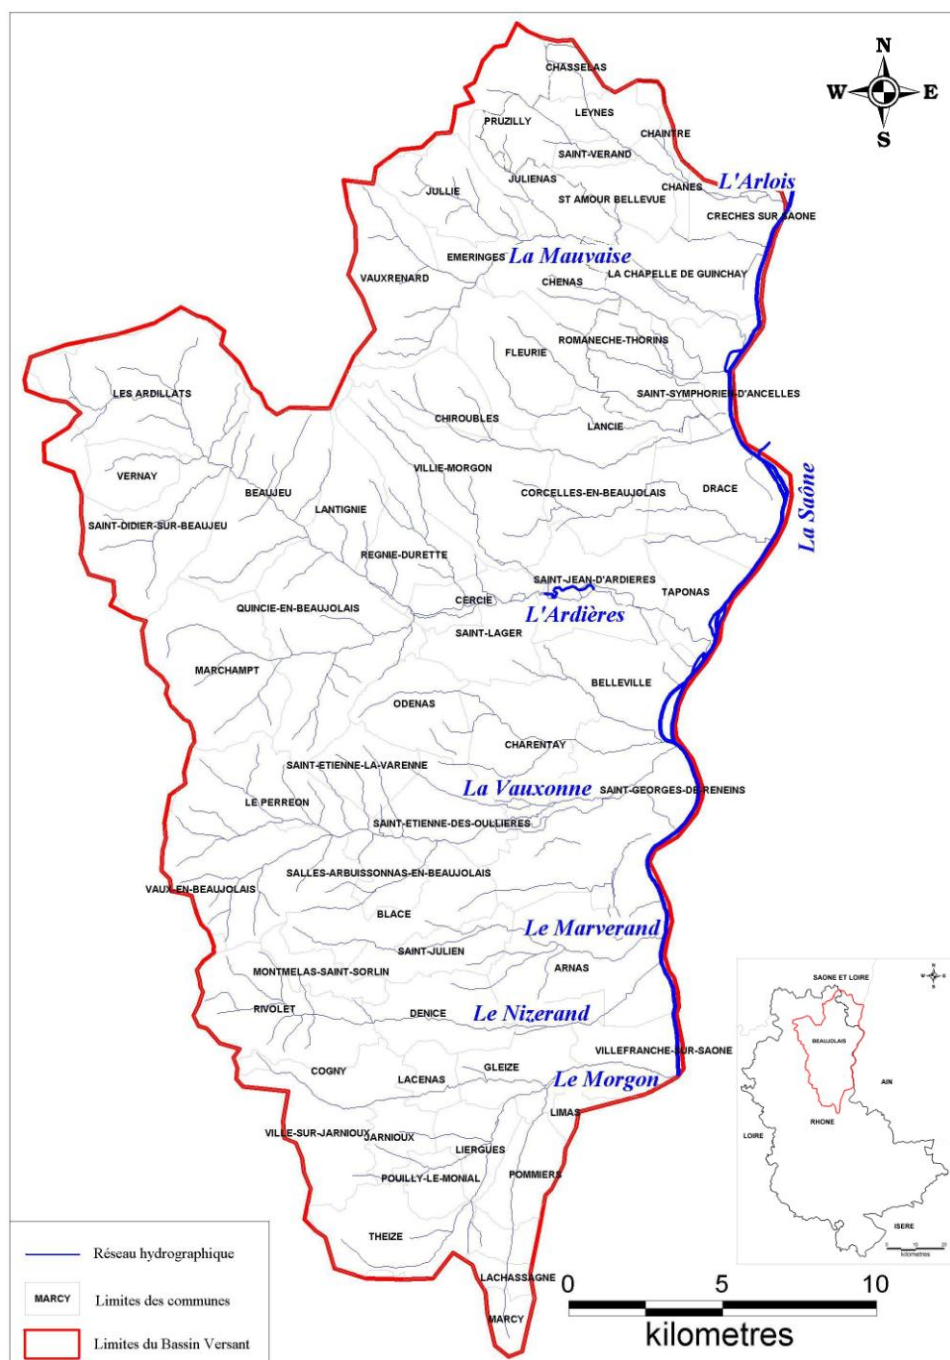 N
W E
S
CHASSELAS
LEYNES
PRUZILLY
CHAINTRE
SAINT-VERAND
JULIENAS
CHANES
L'Arlois
JULLIE
ST AMOUR BELLEVUE
CRECHES SUR SAONE
EMERINGES
La Mauvaise
LA CHAPELLE DE GUINCHAY
VAUXRENARD
CHENAS
ROMANECHE-THORINS
FLEURIE
LES ARDILLATS
SAINT-SYMPHORIEN-D'ANCELLES
CHIROUBLES
LANCIE
VERNAY
VILLIE-MORGON
BEAUJEU
CORCELLES-EN-BEAUJOLAIS
DRACE
La Saône
LANTIGNIE
SAINT-DIDIER-SUR-BEAUJEU
REGNIE-DURETTE
SAINT-JEAN-D'ARDIERES
TAPONAS
CERCIE
QUINCIE-EN-BEAUJOLAIS
L'Ardières
SAINT-LAGER
MARCHAMPT
BELLEVILLE
ODENAS
CHARENTAY
SAINT-ETIENNE-LA-VARENNE
La Vauxonne
SAINT-GEORGES-DE-RENEINS
LE PERREON
SAINT-ETIENNE-DES-OULLIERES
SALLES-ARBUISSONNAS-EN-BEAUJOLAIS
VAUX-EN-BEAUJOLAIS
BLACE
Le Marverand
SAINT-JULIEN
ARNAS
MONTMELAS-SAINT-SORLIN
RIVOLET
DENICE
Le Nizerand
VILLEFRANCHE-SUR-SAONE
COGNY
GLEIZE
LACENAS
Le Morgon
LIMAS
VILLE-SUR-JARNIOUX
JARNIOUX
LIERGUES
POUILLY-LE-MONIAL
POMMIERS
THEIZE
LACHASSAGNE
MARCY
N
W E
S
SAONE ET LOIRE
BEAUJOLAIS
AIN
RHONE
LOIRE
ISERE
0 10 20
kilometres
Réseau hydrographique
MARCY Limites des communes
Limites du Bassin Versant
0 5 10
kilometres